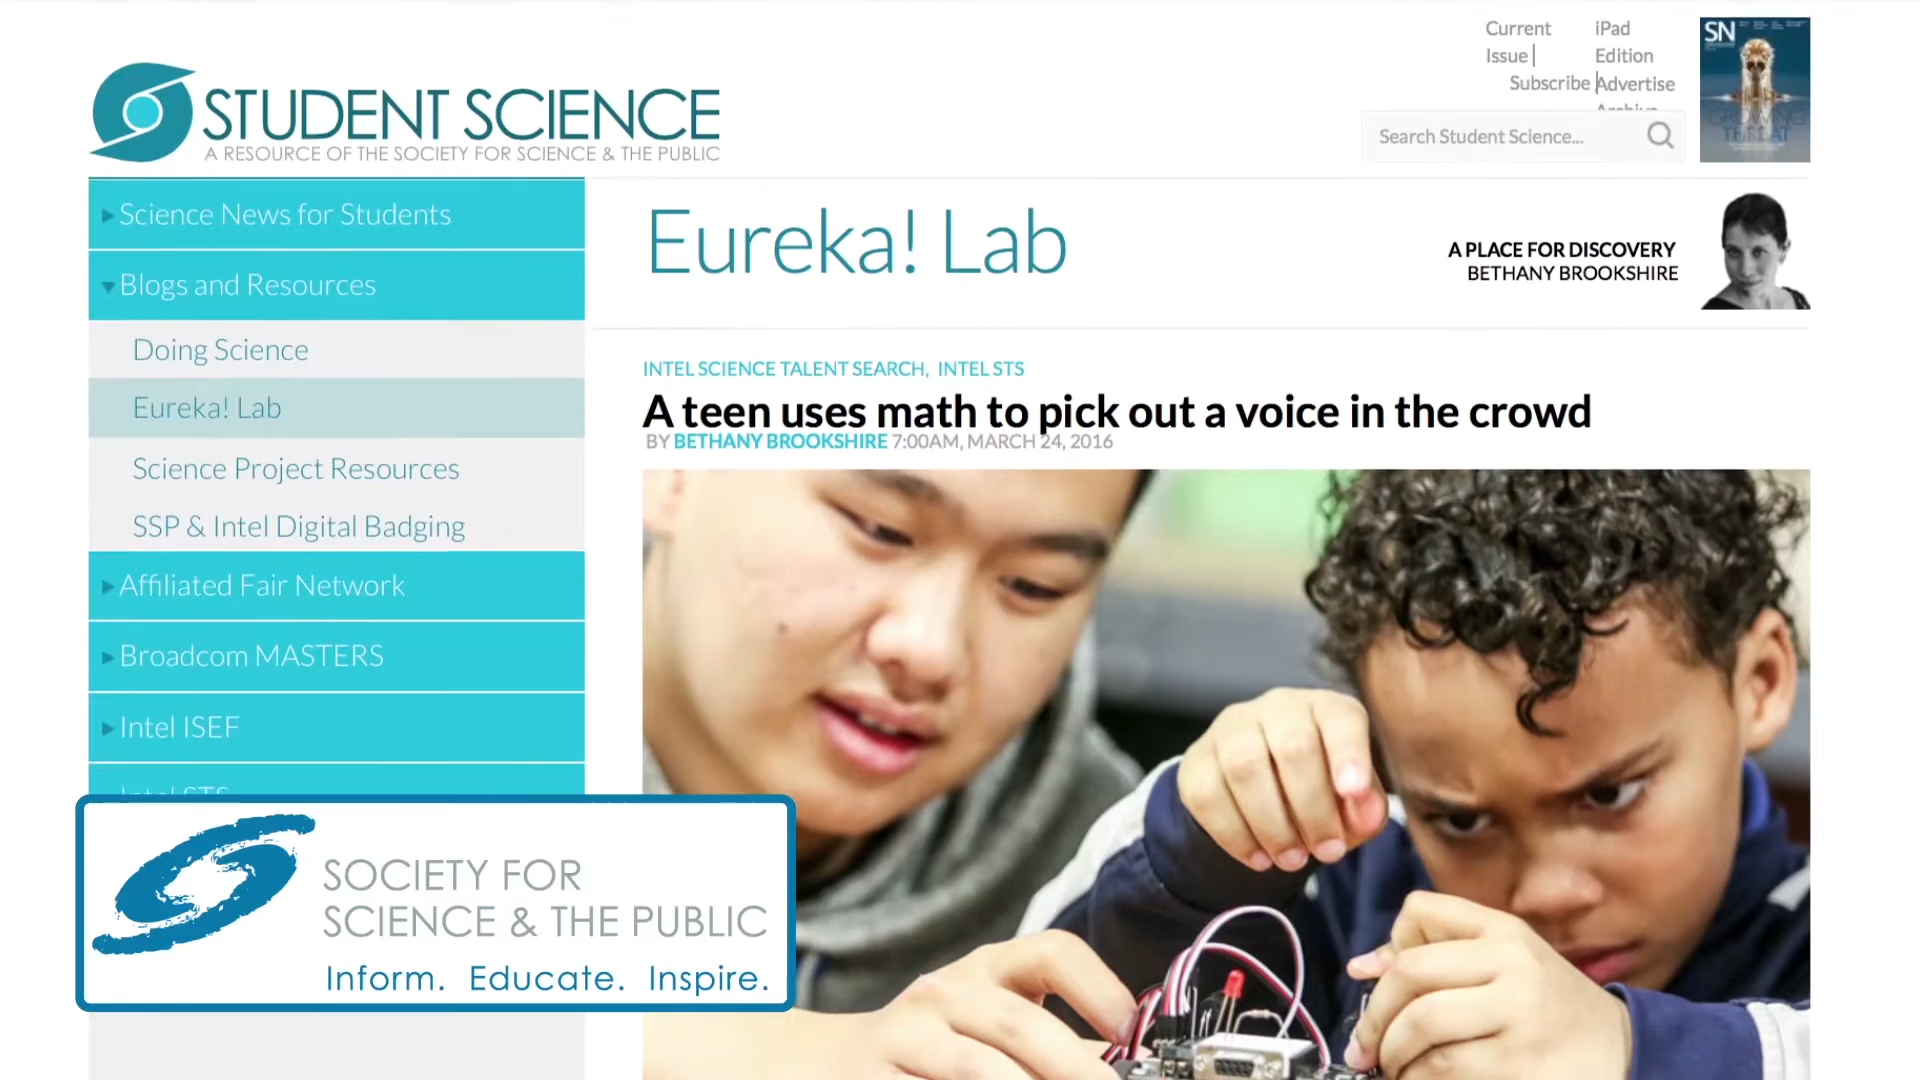 Current
Issue |
iPad
Edition
Subscribe |
Advertise
SN
GROWING
THREAT
STUDENT SCIENCE
A RESOURCE OF THE SOCIETY FOR SCIENCE & THE PUBLIC
Search Student Science...
Science News for Students
Blogs and Resources
Doing Science
Eureka! Lab
Science Project Resources
SSP & Intel Digital Badging
Affiliated Fair Network
Broadcom MASTERS
Intel ISEF
Intel STS
Eureka! Lab
A PLACE FOR DISCOVERY
BETHANY BROOKSHIRE
INTEL SCIENCE TALENT SEARCH, INTEL STS
A teen uses math to pick out a voice in the crowd
BY BETHANY BROOKSHIRE 7:00AM, MARCH 24, 2016
SOCIETY FOR
SCIENCE & THE PUBLIC
Inform. Educate. Inspire.